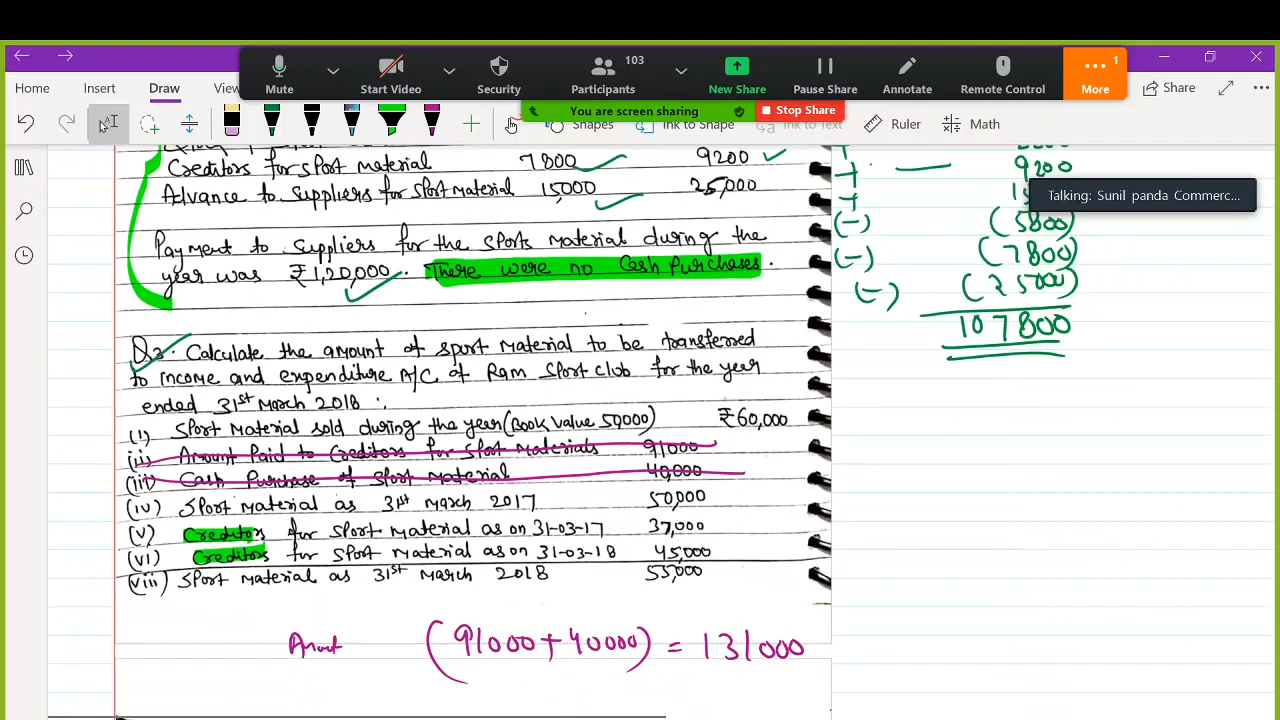 103 1
Mute Start Video Security Participants New Share Pause Share Annotate Remote Control More
You are screen sharing Stop Share
Home Insert Draw Share
Shapes Ink to Shape Ink to Text Ruler Math
Talking: Sunil panda Commerc...
Creditors for sport material 7800 9200
Advance to suppliers for sport material 15,000 25,000
Payment to suppliers for the sports material during the
year was ₹1,20,000. There were no Cash Purchases.
Q3. Calculate the amount of sport material to be transferred
to income and expenditure A/C of Ram sport club for the year
ended 31st March 2018:
(i) Sport Material sold during the year (Book Value 50000) ₹60,000
(ii) Amount Paid to Creditors for Sport Materials 91000
(iii) Cash Purchase of Sport Material 40,000
(iv) Sport material as 31st March 2017 50,000
(v) Creditors for sport material as on 31-03-17 37,000
(vi) Creditors for sport material as on 31-03-18 45,000
(viii) Sport material as 31st March 2018 55,000
(91000+40000) = 131000
+ 9200
+
(-) (5800)
(-) (7800)
(-) (25000)
107800